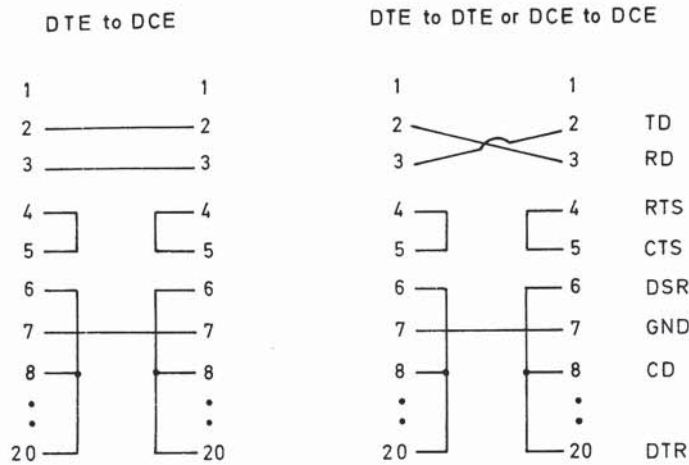 DTE to DCE
DTE to DTE or DCE to DCE
1 1 1 1
2 2 2 2 TD
3 3 3 3 RD
4 4 4 4 RTS
5 5 5 5 CTS
6 6 6 6 DSR
7 7 7 7 GND
8 8 8 8 CD
20 20 20 20 DTR